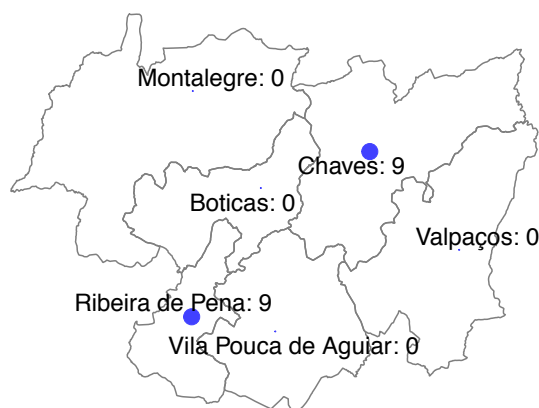 Montalegre: 0
Chaves: 9
Boticas: 0
Valpaços: 0
Ribeira de Pena: 9
Vila Pouca de Aguiar: 0